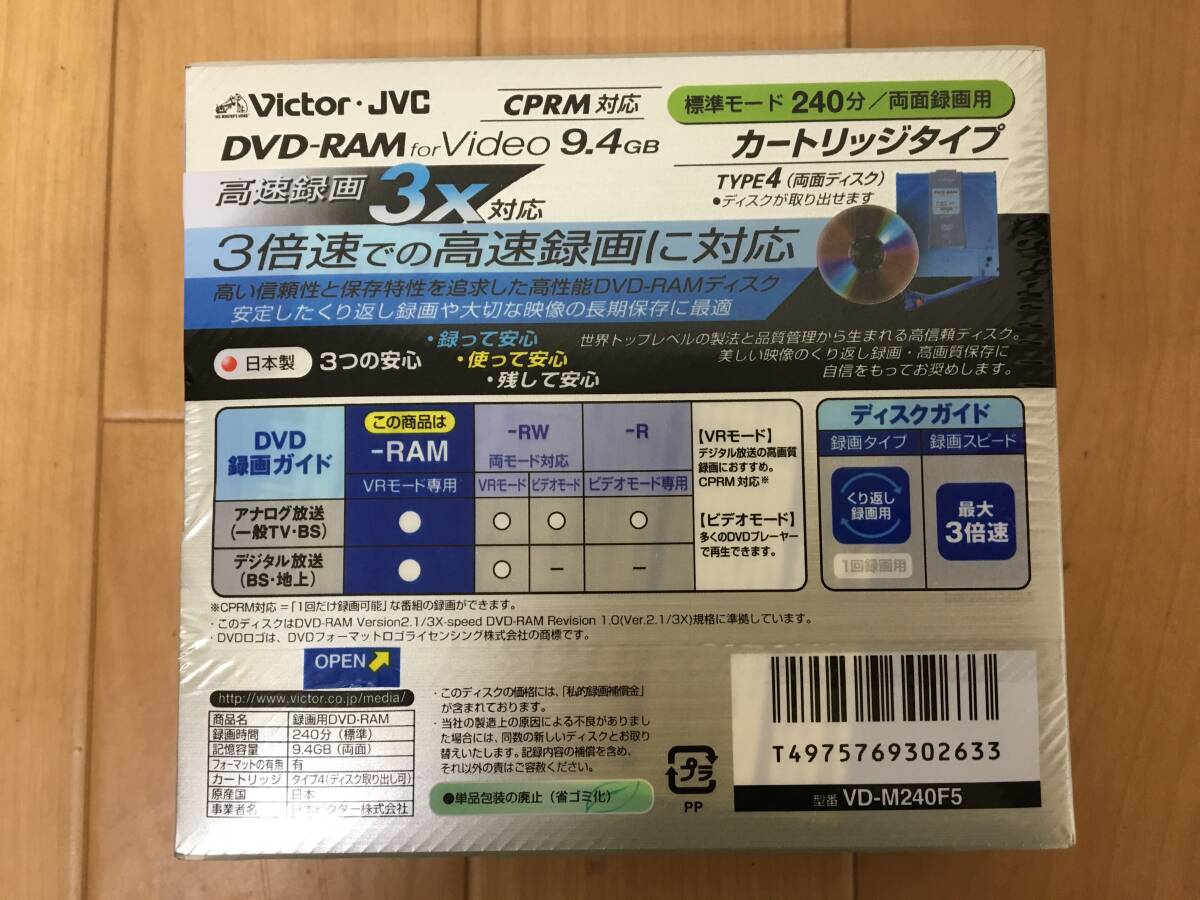 Victor・JVC
CPRM対応
標準モード 240分／両面録画用
DVD-RAM for Video 9.4GB
カートリッジタイプ
TYPE4（両面ディスク）
●ディスクが取り出せます
高速録画 3x 対応
3倍速での高速録画に対応
高い信頼性と保存特性を追求した高性能DVD-RAMディスク
安定したくり返し録画や大切な映像の長期保存に最適
日本製
3つの安心
・録って安心
・使って安心
・残して安心
世界トップレベルの製法と品質管理から生まれる高信頼ディスク。
美しい映像のくり返し録画・高画質保存に
自信をもってお奨めします。
DVD
録画ガイド
この商品は
-RAM
VRモード専用
-RW
両モード対応
VRモード
ビデオモード
-R
ビデオモード専用
アナログ放送
（一般TV・BS）
○ ○ ○ ○
デジタル放送
（BS・地上）
○ ○ − −
【VRモード】
デジタル放送の高画質
録画におすすめ。
CPRM対応※
【ビデオモード】
多くのDVDプレーヤー
で再生できます。
ディスクガイド
録画タイプ
録画スピード
くり返し
録画用
1回録画用
最大
3倍速
※CPRM対応＝「1回だけ録画可能」な番組の録画ができます。
・このディスクはDVD-RAM Version2.1/3X-speed DVD-RAM Revision 1.0(Ver.2.1/3X)規格に準拠しています。
・DVDロゴは、DVDフォーマットロゴライセンシング株式会社の商標です。
OPEN
http://www.victor.co.jp/media/
商品名 録画用DVD-RAM
録画時間 240分（標準）
記憶容量 9.4GB（両面）
フォーマットの有無 有
カートリッジ タイプ4(ディスク取り出し可)
原産国 日本
事業者名 日本ビクター株式会社
・このディスクの価格には、「私的録画補償金」
が含まれております。
・当社の製造上の原因による不良がありまし
た場合には、同数の新しいディスクとお取り
替えいたします。記録内容の補償を含め、
それ以外の責はご容赦ください。
●単品包装の廃止（省ゴミ化）
プラ
PP
T4975769302633
型番 VD-M240F5